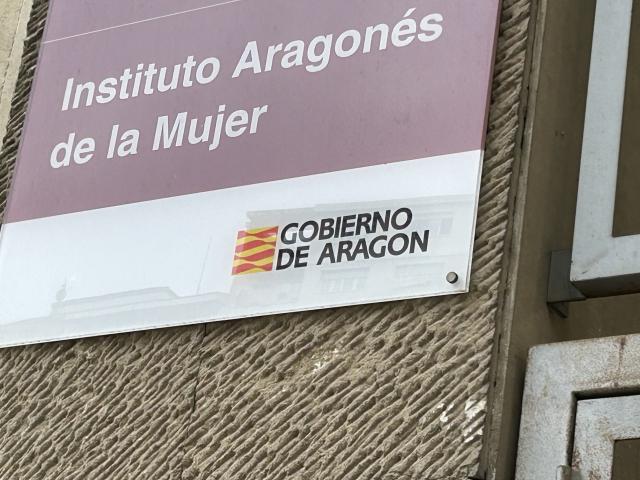 Instituto Aragonés
de la Mujer
GOBIERNO
DE ARAGON